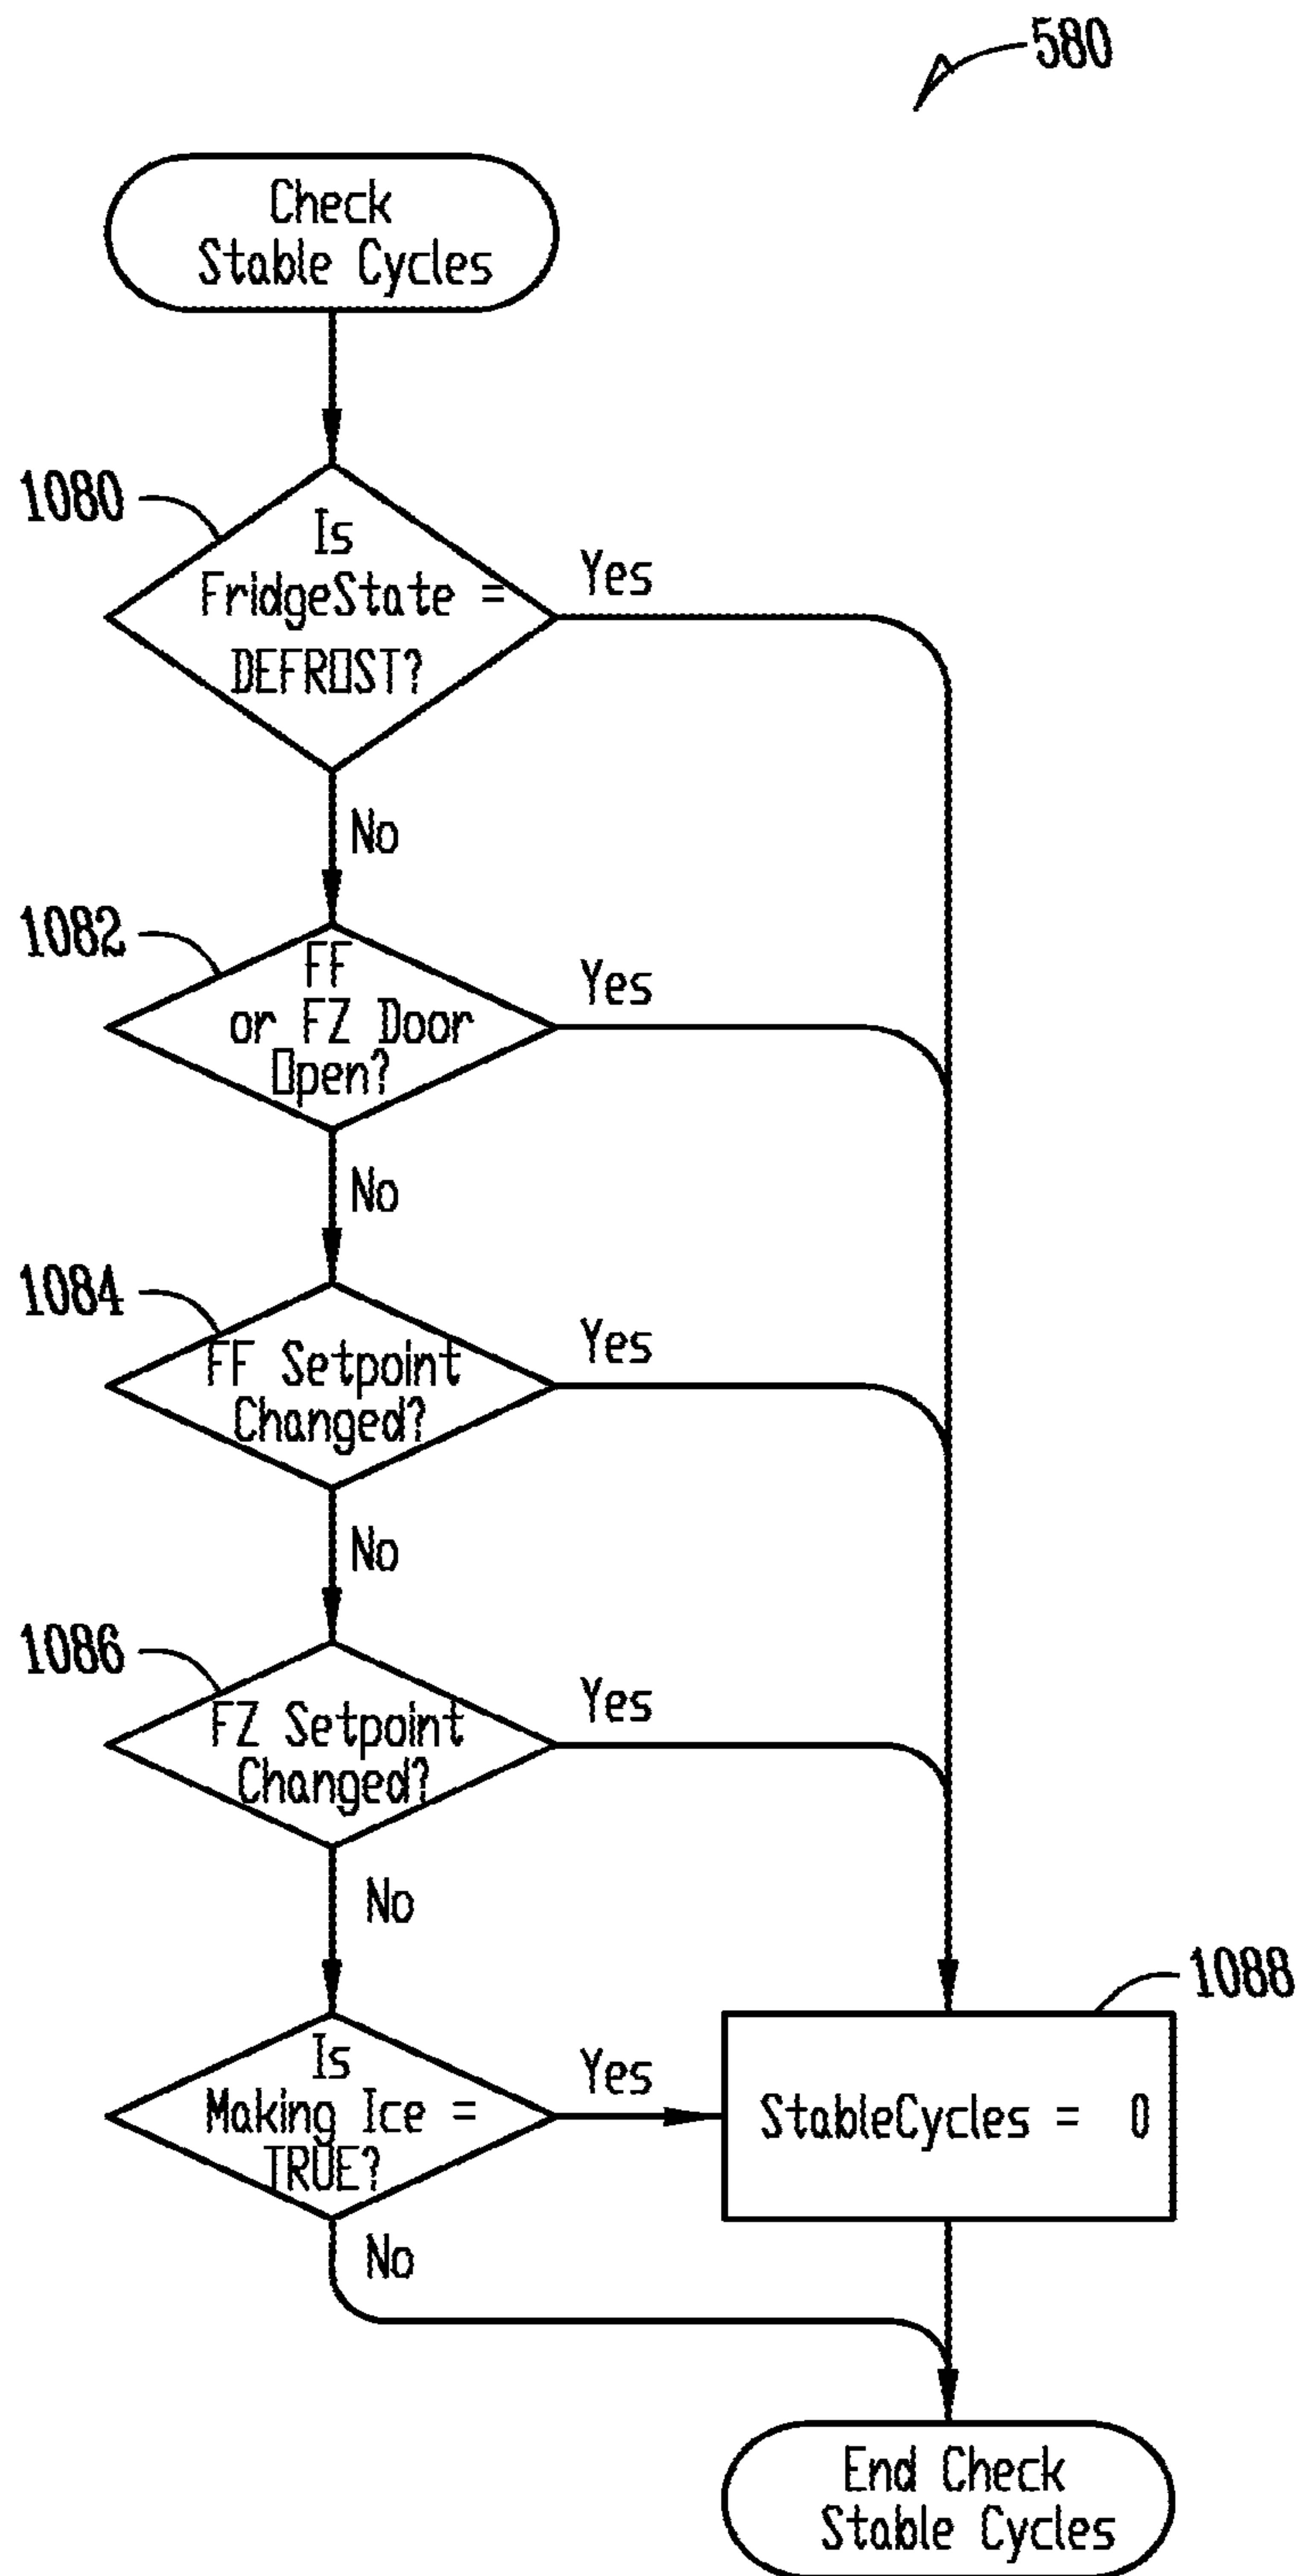 580
Check
Stable Cycles
1080
Is
FridgeState =
DEFROST?
Yes
No
1082
FF
or FZ Door
Open?
Yes
No
1084
FF Setpoint
Changed?
Yes
No
1086
FZ Setpoint
Changed?
Yes
No
1088
Is
Making Ice =
TRUE?
Yes
StableCycles = 0
No
End Check
Stable Cycles